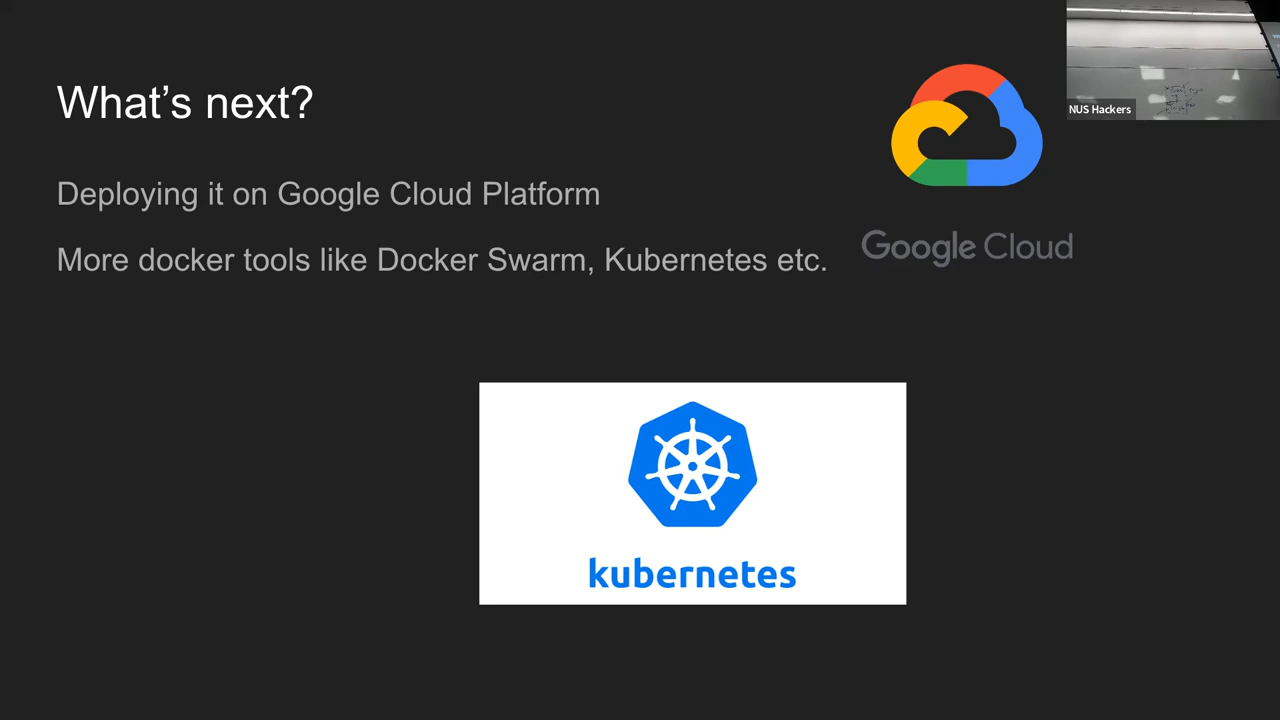 What's next?
Deploying it on Google Cloud Platform
More docker tools like Docker Swarm, Kubernetes etc.
Google Cloud
kubernetes
NUS Hackers